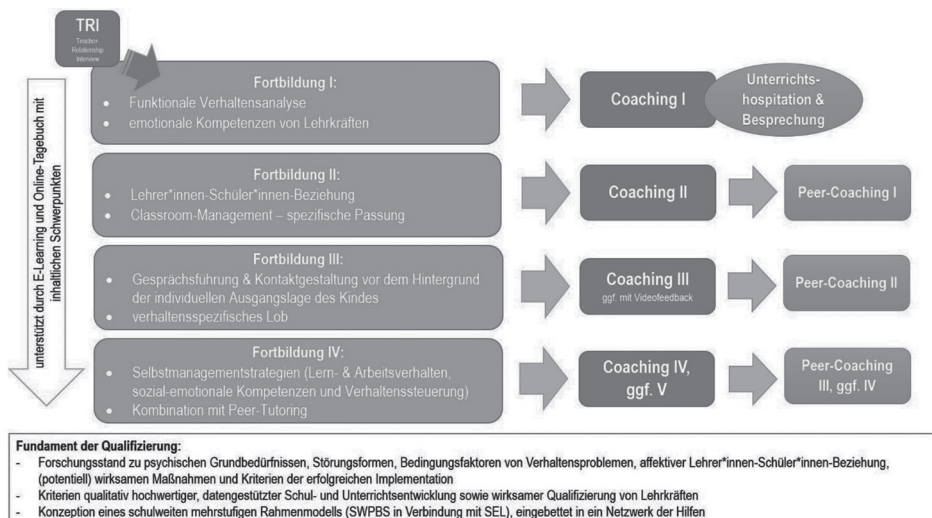 TRI
Teacher-
Relationship
Interview
unterstützt durch E-Learning und Online-Tagebuch mit
inhaltlichen Schwerpunkten
Fortbildung I:
• Funktionale Verhaltensanalyse
• emotionale Kompetenzen von Lehrkräften
Coaching I
Unterrichts-
hospitation &
Besprechung
Fortbildung II:
• Lehrer*innen-Schüler*innen-Beziehung
• Classroom-Management – spezifische Passung
Coaching II
Peer-Coaching I
Fortbildung III:
• Gesprächsführung & Kontaktgestaltung vor dem Hintergrund
der individuellen Ausgangslage des Kindes
• verhaltensspezifisches Lob
Coaching III
ggf. mit Videofeedback
Peer-Coaching II
Fortbildung IV:
• Selbstmanagementstrategien (Lern- & Arbeitsverhalten,
sozial-emotionale Kompetenzen und Verhaltenssteuerung)
• Kombination mit Peer-Tutoring
Coaching IV,
ggf. V
Peer-Coaching
III, ggf. IV
Fundament der Qualifizierung:
- Forschungsstand zu psychischen Grundbedürfnissen, Störungsformen, Bedingungsfaktoren von Verhaltensproblemen, affektiver Lehrer*innen-Schüler*innen-Beziehung,
(potentiell) wirksamen Maßnahmen und Kriterien der erfolgreichen Implementation
- Kriterien qualitativ hochwertiger, datengestützter Schul- und Unterrichtsentwicklung sowie wirksamer Qualifizierung von Lehrkräften
- Konzeption eines schulweiten mehrstufigen Rahmenmodells (SWPBS in Verbindung mit SEL), eingebettet in ein Netzwerk der Hilfen